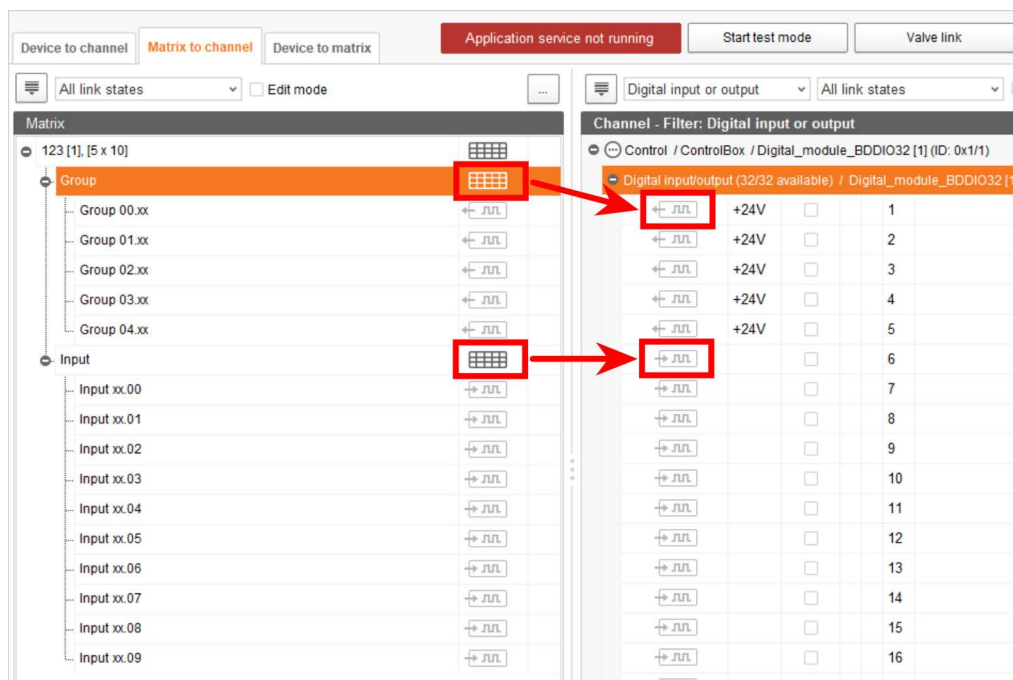 Device to channel Matrix to channel Device to matrix Application service not running Start test mode Valve link
All link states Edit mode ... Digital input or output All link states
Matrix Channel - Filter: Digital input or output
123 [1], [5 x 10] Control / ControlBox / Digital_module_BDDIO32 [1] (ID: 0x1/1)
Group Digital input/output (32/32 available) / Digital_module_BDDIO32 [1
Group 00.xx +24V 1
Group 01.xx +24V 2
Group 02.xx +24V 3
Group 03.xx +24V 4
Group 04.xx +24V 5
Input 6
Input xx.00 7
Input xx.01 8
Input xx.02 9
Input xx.03 10
Input xx.04 11
Input xx.05 12
Input xx.06 13
Input xx.07 14
Input xx.08 15
Input xx.09 16